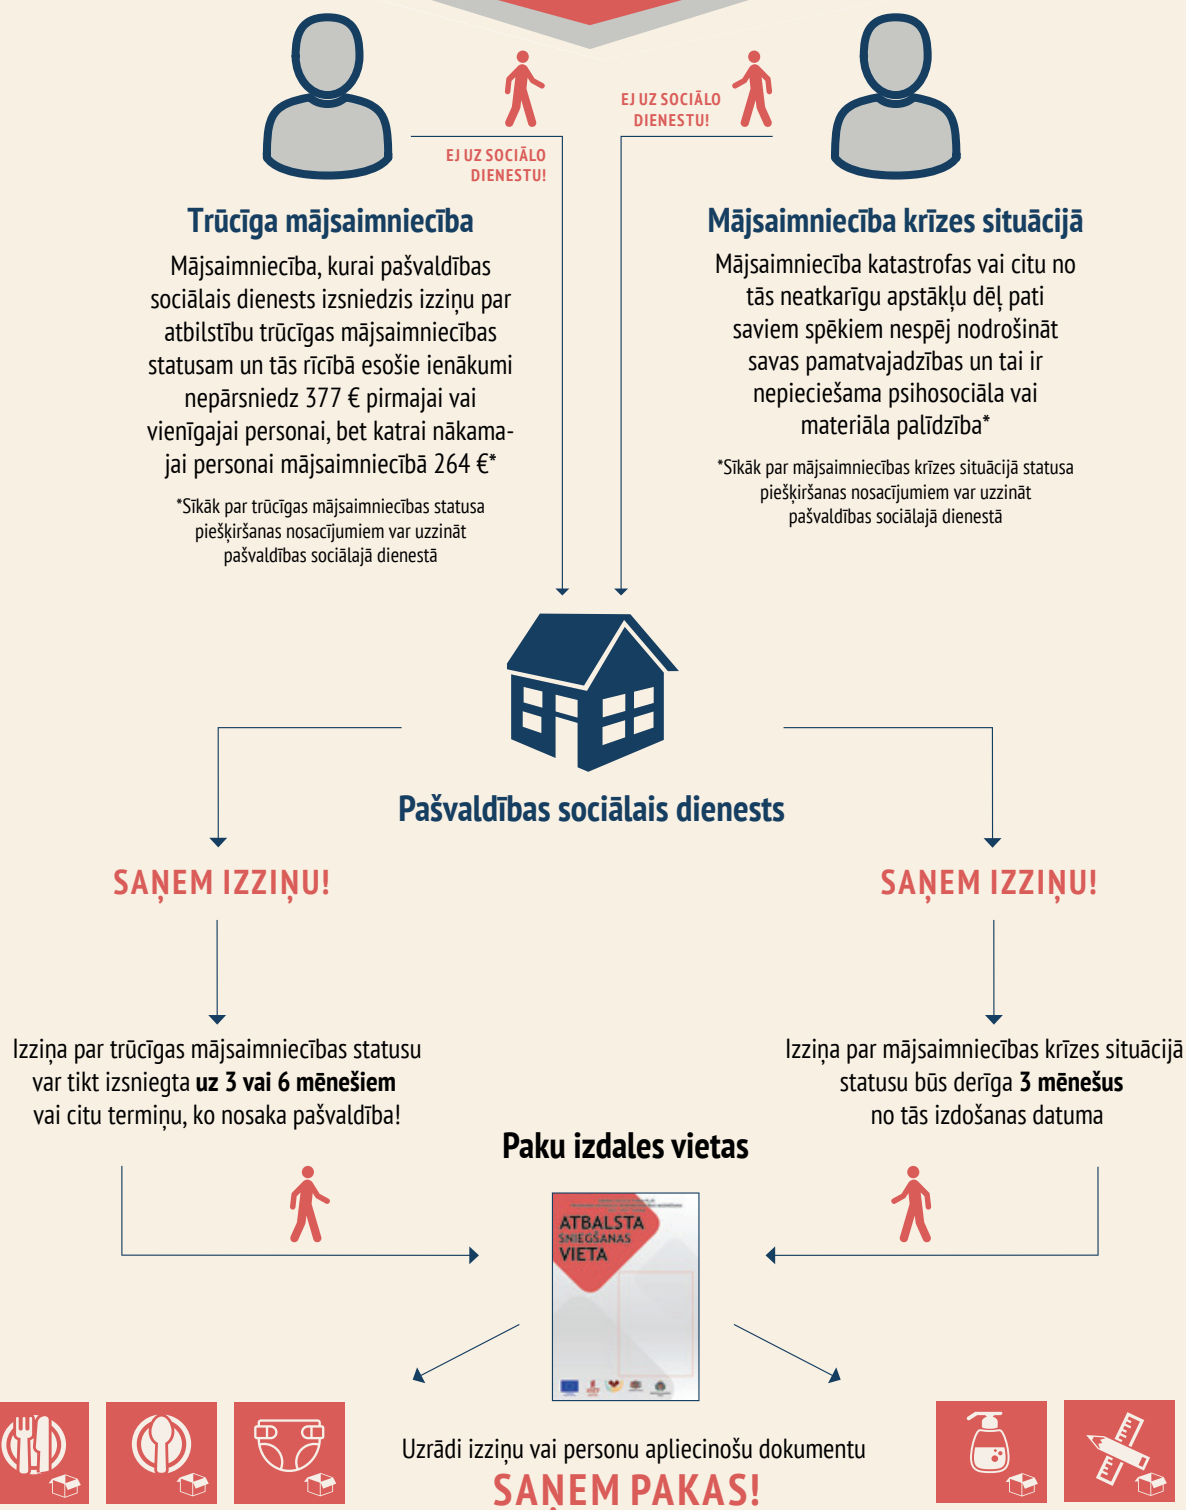 EJ UZ SOCIĀLO
DIENESTU!
EJ UZ SOCIĀLO
DIENESTU!
Trūcīga mājsaimniecība
Mājsaimniecība, kurai pašvaldības
sociālais dienests izsniedzis izziņu par
atbilstību trūcīgas mājsaimniecības
statusam un tās rīcībā esošie ienākumi
nepārsniedz 377 € pirmajai vai
vienīgajai personai, bet katrai nākama-
jai personai mājsaimniecībā 264 €*
*Sīkāk par trūcīgas mājsaimniecības statusa
piešķiršanas nosacījumiem var uzzināt
pašvaldības sociālajā dienestā
Mājsaimniecība krīzes situācijā
Mājsaimniecība katastrofas vai citu no
tās neatkarīgu apstākļu dēļ pati
saviem spēkiem nespēj nodrošināt
savas pamatvajadzības un tai ir
nepieciešama psihosociāla vai
materiāla palīdzība*
*Sīkāk par mājsaimniecības krīzes situācijā statusa
piešķiršanas nosacījumiem var uzzināt
pašvaldības sociālajā dienestā
Pašvaldības sociālais dienests
SAŅEM IZZIŅU!
SAŅEM IZZIŅU!
Izziņa par trūcīgas mājsaimniecības statusu
var tikt izsniegta uz 3 vai 6 mēnešiem
vai citu termiņu, ko nosaka pašvaldība!
Izziņa par mājsaimniecības krīzes situācijā
statusu būs derīga 3 mēnešus
no tās izdošanas datuma
Paku izdales vietas
ATBALSTA
SNIEGŠANAS
VIETA
Uzrādi izziņu vai personu apliecinošu dokumentu
SAŅEM PAKAS!